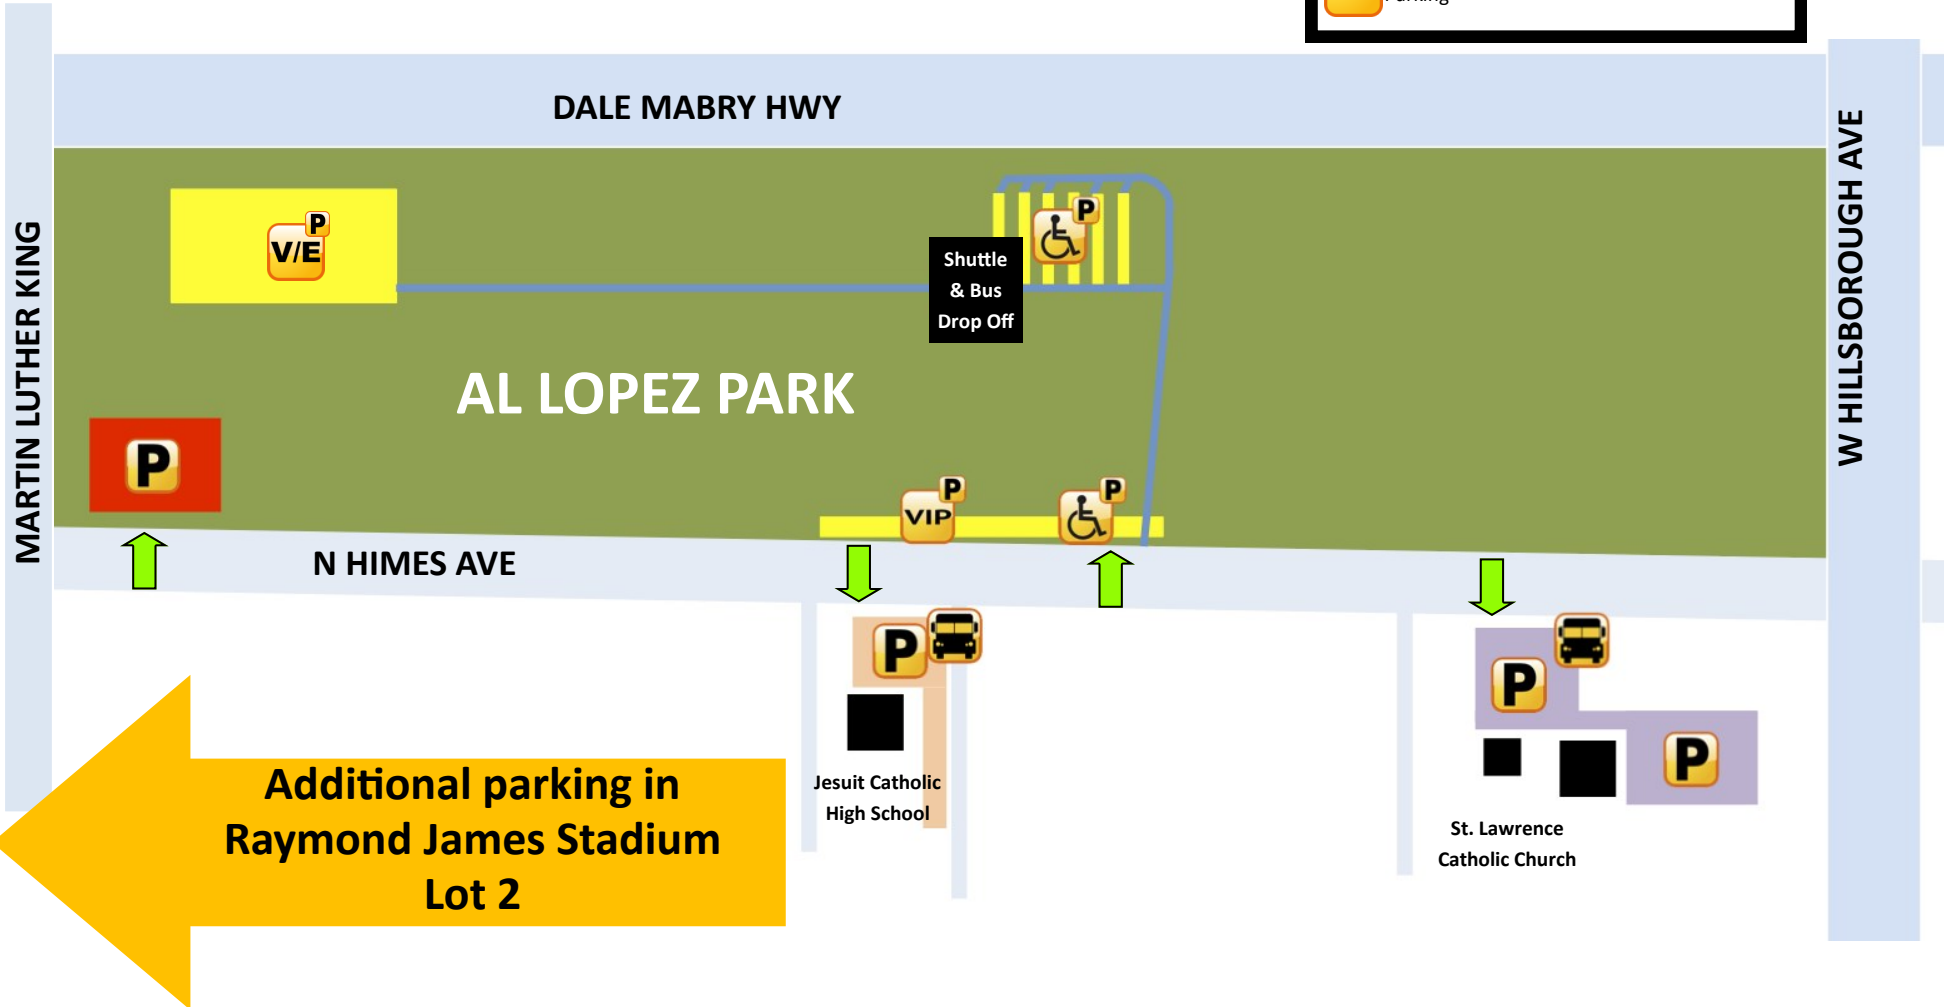 Parking
DALE MABRY HWY
MARTIN LUTHER KING
W HILLSBOROUGH AVE
P
V/E
P
Shuttle
& Bus
Drop Off
AL LOPEZ PARK
P
P
VIP
P
N HIMES AVE
P
P
P
Jesuit Catholic
High School
St. Lawrence
Catholic Church
Additional parking in
Raymond James Stadium
Lot 2